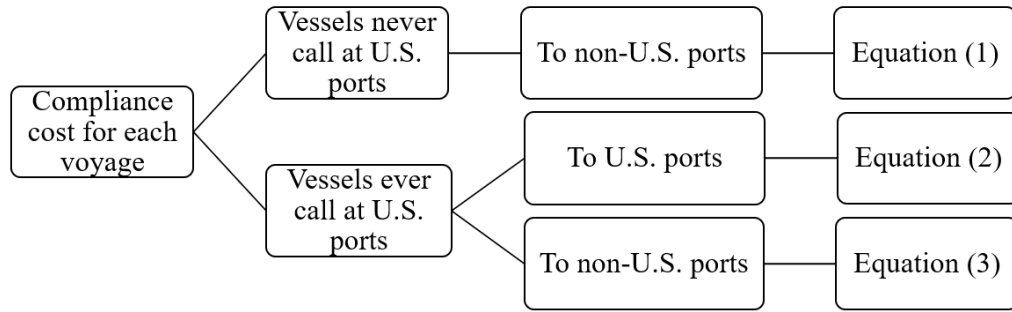 Compliance
cost for each
voyage
Vessels never
call at U.S.
ports
To non-U.S. ports
Equation (1)
Vessels ever
call at U.S.
ports
To U.S. ports
Equation (2)
To non-U.S. ports
Equation (3)